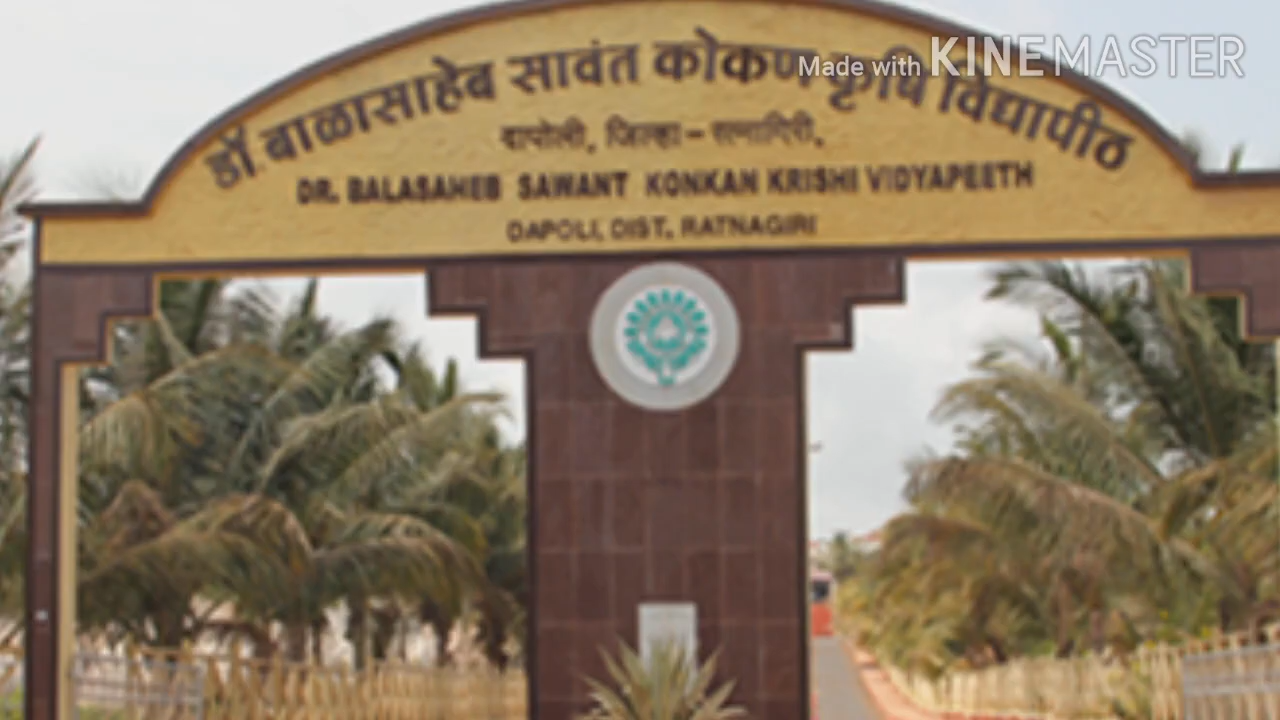 डॉ. बाळासाहेब सावंत कोकण कृषि विद्यापीठ
दापोली, जिल्हा - रत्नागिरी.
DR. BALASAHEB SAWANT KONKAN KRISHI VIDYAPEETH
DAPOLI, DIST. RATNAGIRI
Made with KINEMASTER